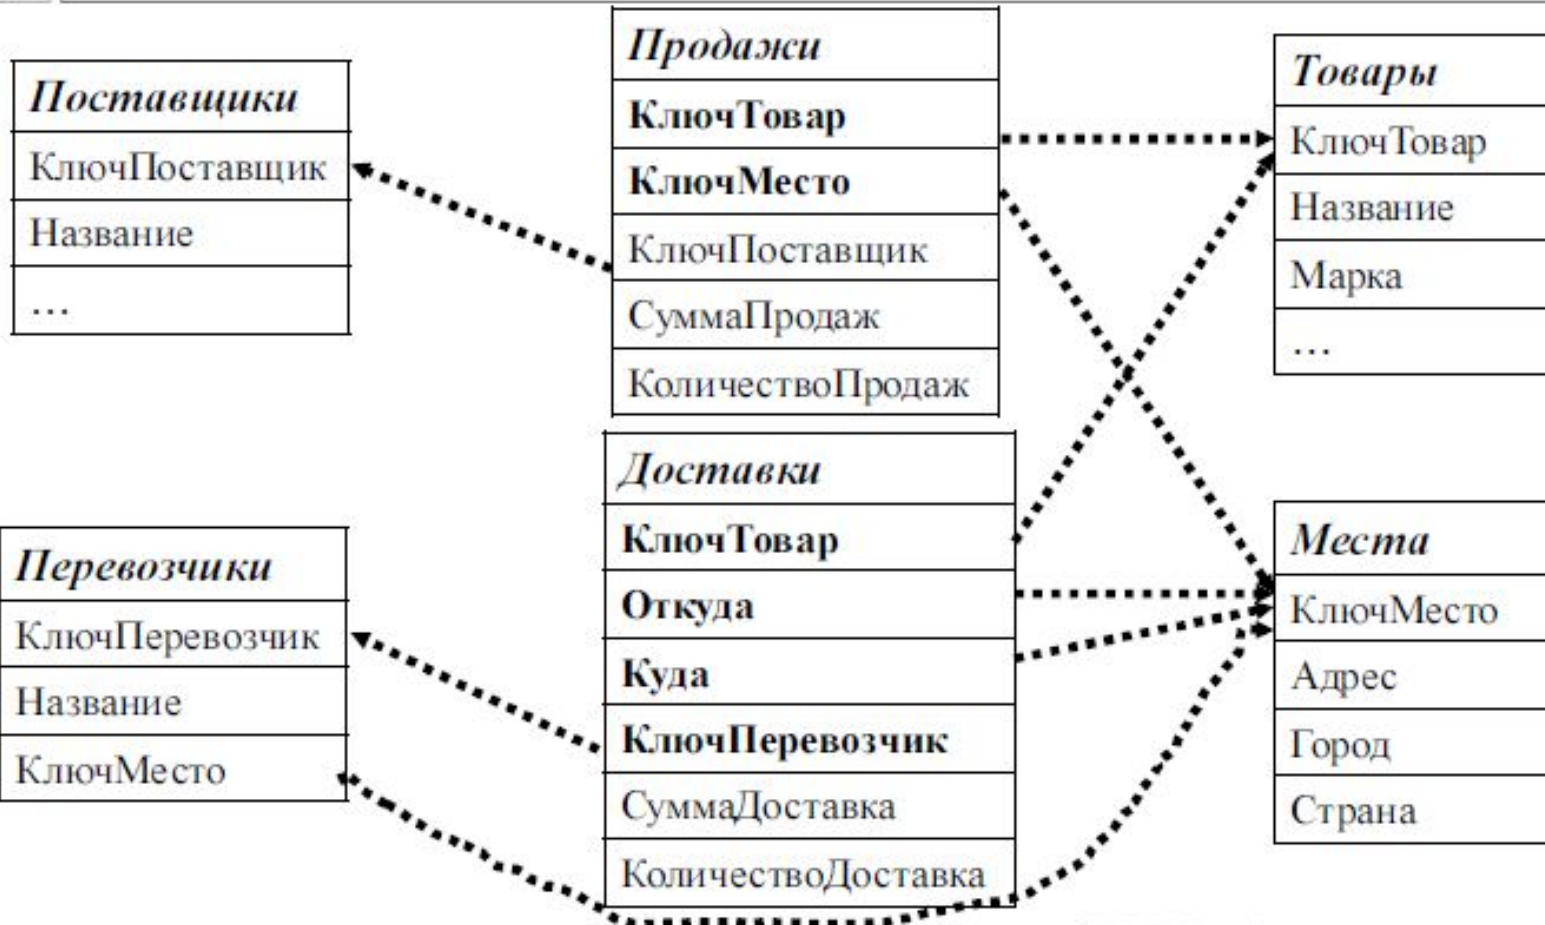 Поставщики
КлючПоставщик
Название
…
Продажи
КлючТовар
КлючМесто
КлючПоставщик
СуммаПродаж
КоличествоПродаж
Товары
КлючТовар
Название
Марка
…
Перевозчики
КлючПеревозчик
Название
КлючМесто
Доставки
КлючТовар
Откуда
Куда
КлючПеревозчик
СуммаДоставка
КоличествоДоставка
Места
КлючМесто
Адрес
Город
Страна